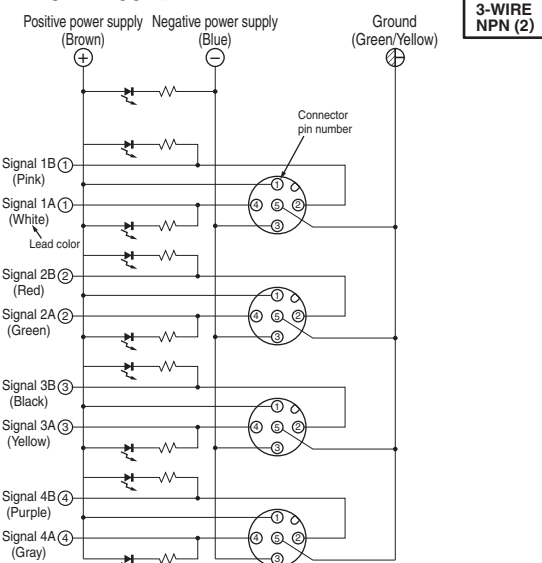 3-WIRE
NPN (2)
Positive power supply
(Brown)
Negative power supply
(Blue)
Ground
(Green/Yellow)
+
−
Connector
pin number
Signal 1B ①
(Pink)
Signal 1A ①
(White)
Lead color
① ④ ⑤ ② ③
Signal 2B ②
(Red)
Signal 2A ②
(Green)
① ④ ⑤ ② ③
Signal 3B ③
(Black)
Signal 3A ③
(Yellow)
① ④ ⑤ ② ③
Signal 4B ④
(Purple)
Signal 4A ④
(Gray)
① ④ ⑤ ② ③